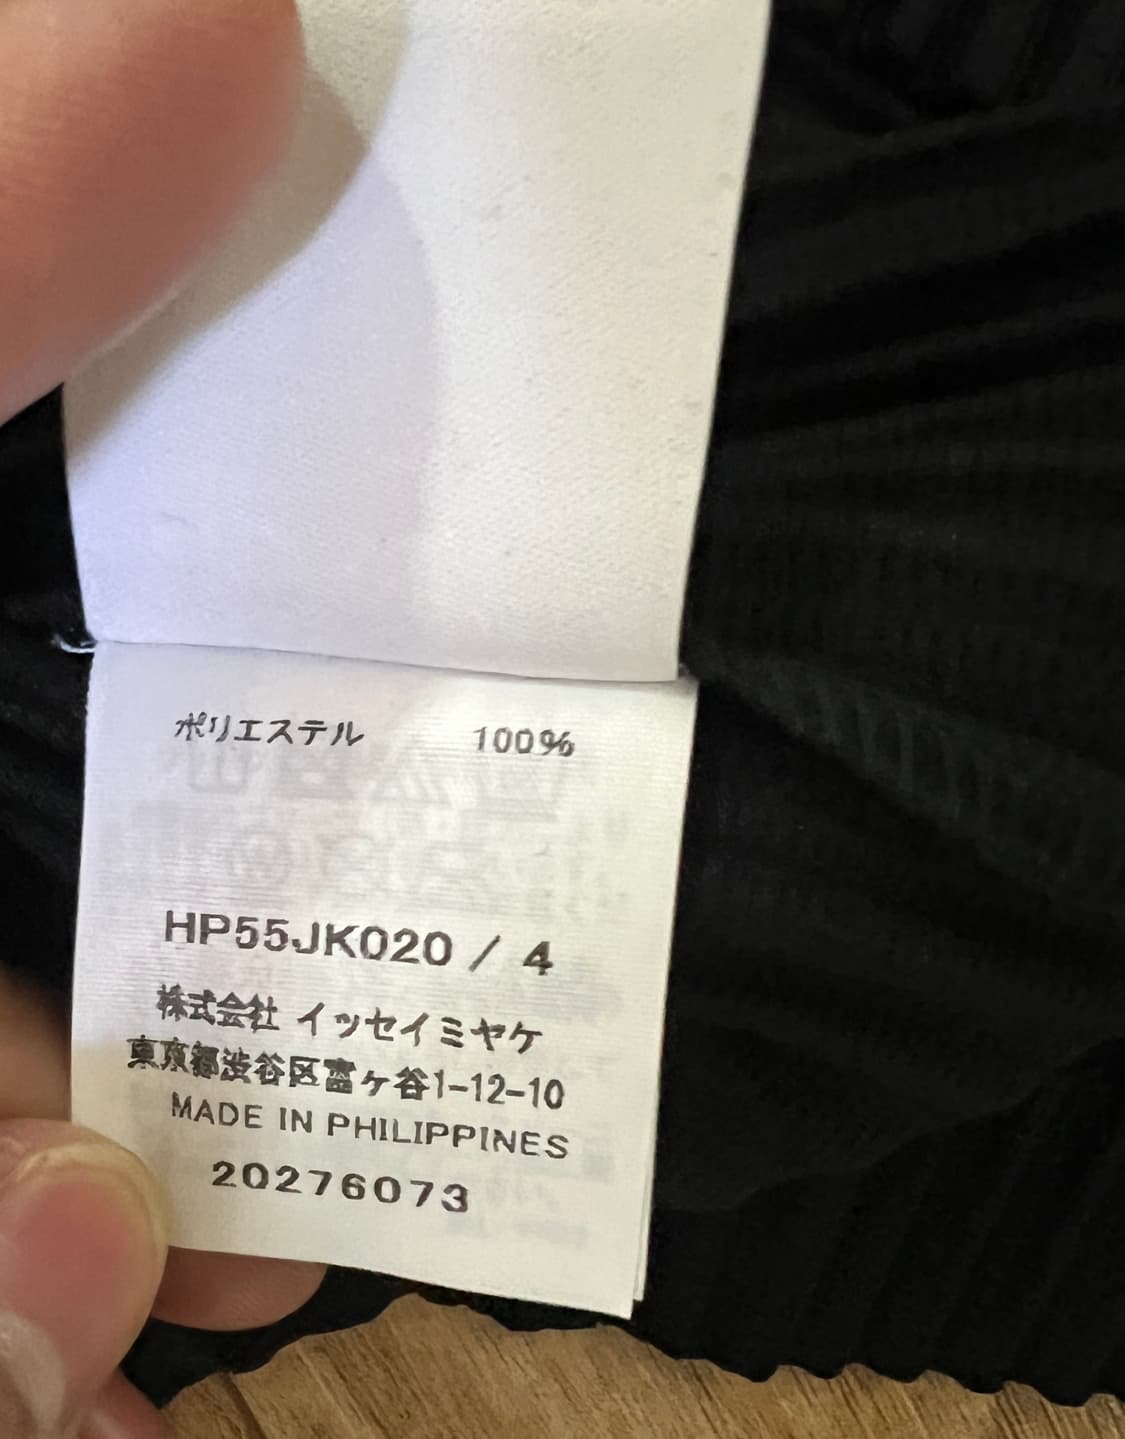 ポリエステル 100%
HP55JK020 / 4
株式会社 イッセイミヤケ
東京都渋谷区富ヶ谷1-12-10
MADE IN PHILIPPINES
20276073